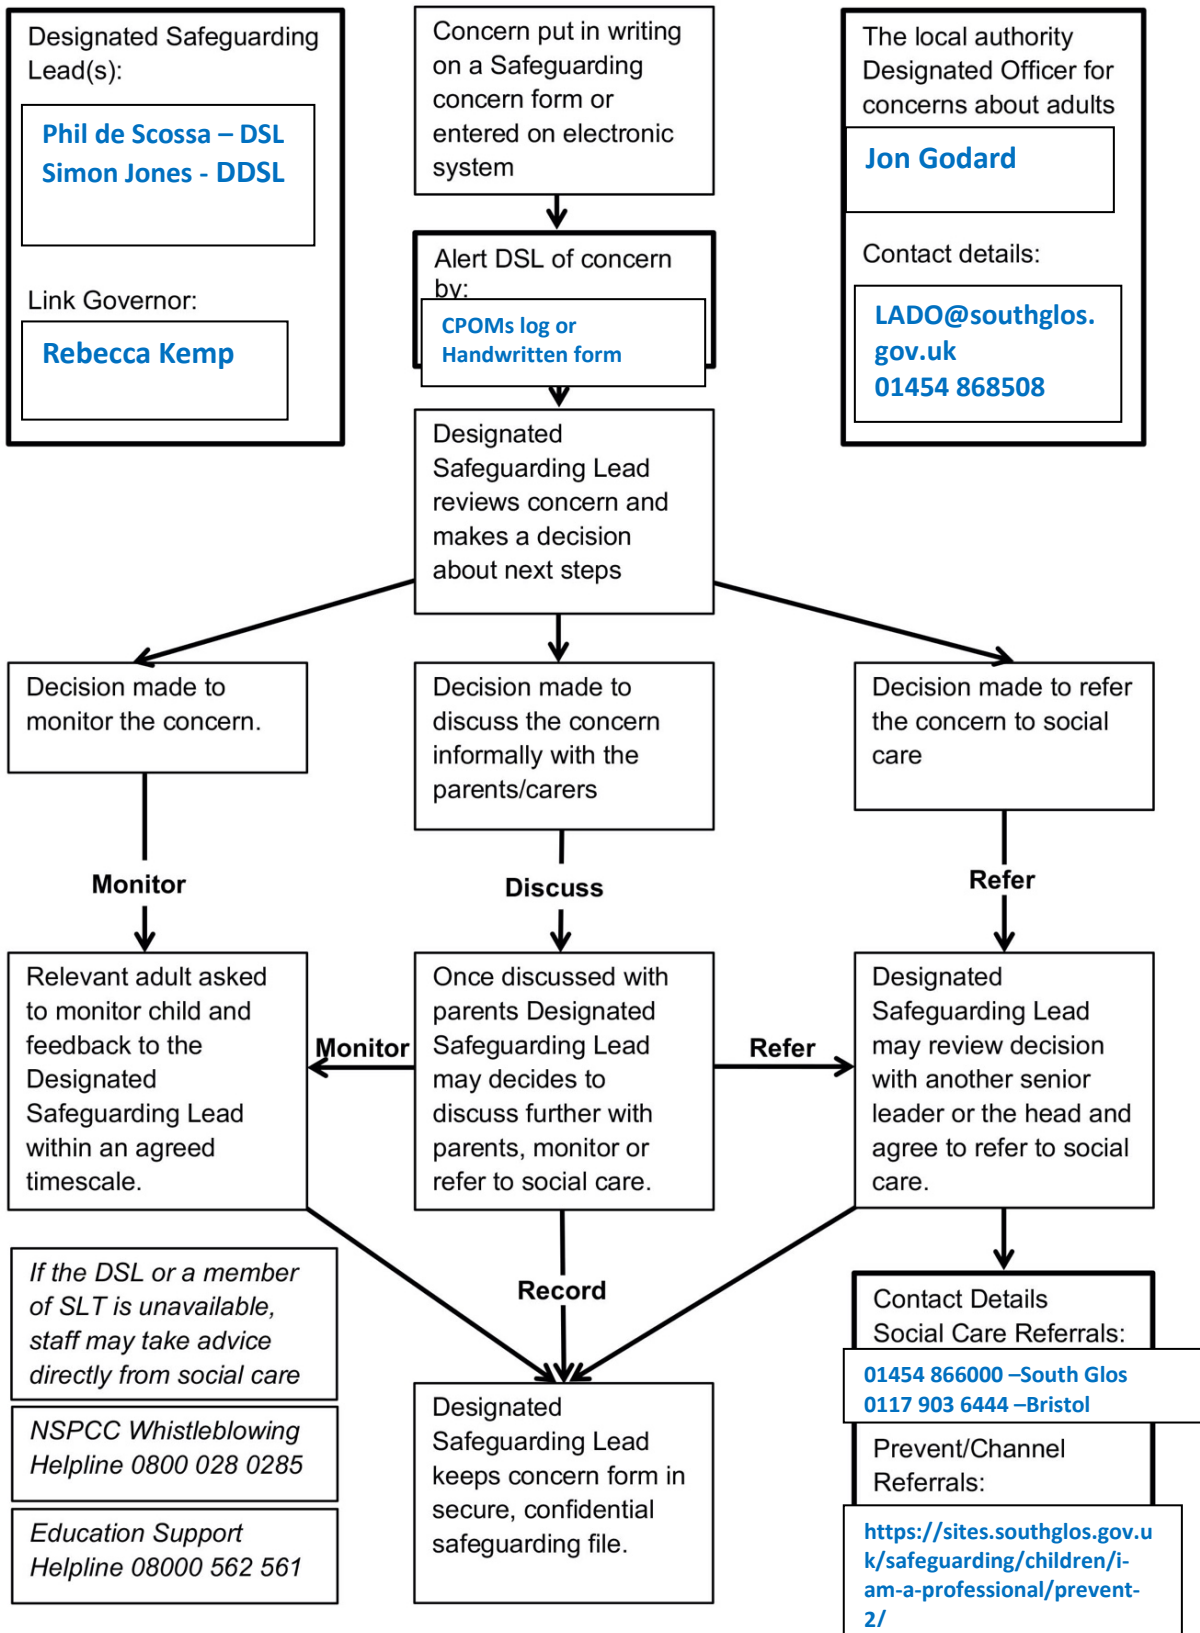 Designated Safeguarding
Lead(s):
Phil de Scossa – DSL
Simon Jones - DDSL
Link Governor:
Rebecca Kemp
Concern put in writing
on a Safeguarding
concern form or
entered on electronic
system
Alert DSL of concern
by:
CPOMs log or
Handwritten form
The local authority
Designated Officer for
concerns about adults
Jon Godard
Contact details:
LADO@southglos.
gov.uk
01454 868508
Designated
Safeguarding Lead
reviews concern and
makes a decision
about next steps
Decision made to
monitor the concern.
Decision made to
discuss the concern
informally with the
parents/carers
Decision made to refer
the concern to social
care
Monitor
Discuss
Refer
Relevant adult asked
to monitor child and
feedback to the
Designated
Safeguarding Lead
within an agreed
timescale.
Monitor
Once discussed with
parents Designated
Safeguarding Lead
may decides to
discuss further with
parents, monitor or
refer to social care.
Refer
Designated
Safeguarding Lead
may review decision
with another senior
leader or the head and
agree to refer to social
care.
If the DSL or a member
of SLT is unavailable,
staff may take advice
directly from social care
NSPCC Whistleblowing
Helpline 0800 028 0285
Education Support
Helpline 08000 562 561
Record
Designated
Safeguarding Lead
keeps concern form in
secure, confidential
safeguarding file.
Contact Details
Social Care Referrals:
01454 866000 –South Glos
0117 903 6444 –Bristol
Prevent/Channel
Referrals:
https://sites.southglos.gov.u
k/safeguarding/children/i-
am-a-professional/prevent-
2/